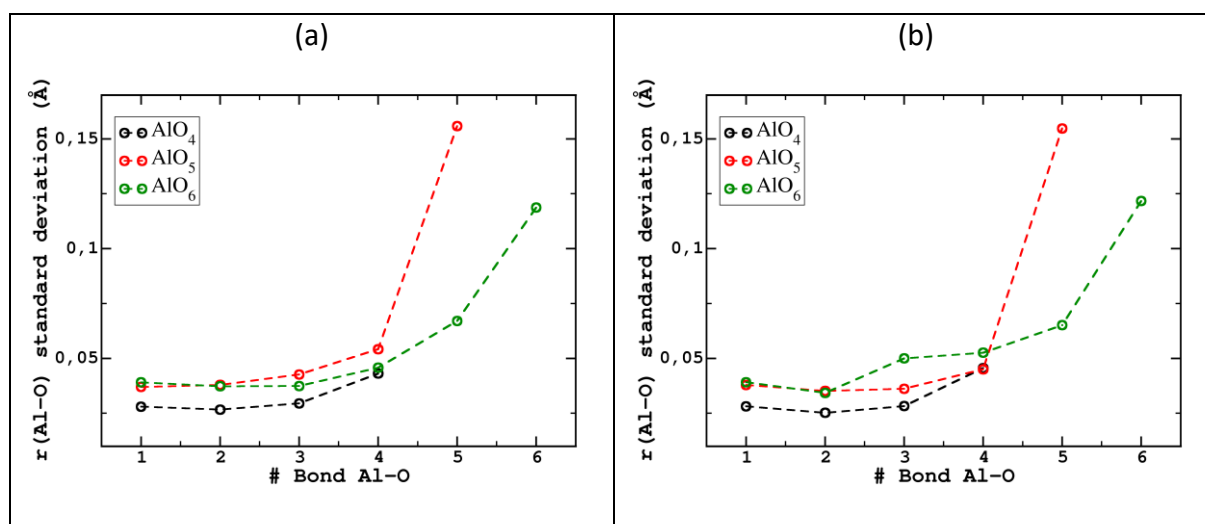 (a)
r(Al-O) standard deviation (Å)
0,15
0,1
0,05
AlO4
AlO5
AlO6
1 2 3 4 5 6
# Bond Al-O
(b)
r(Al-O) standard deviation (Å)
0,15
0,1
0,05
AlO4
AlO5
AlO6
1 2 3 4 5 6
# Bond Al-O